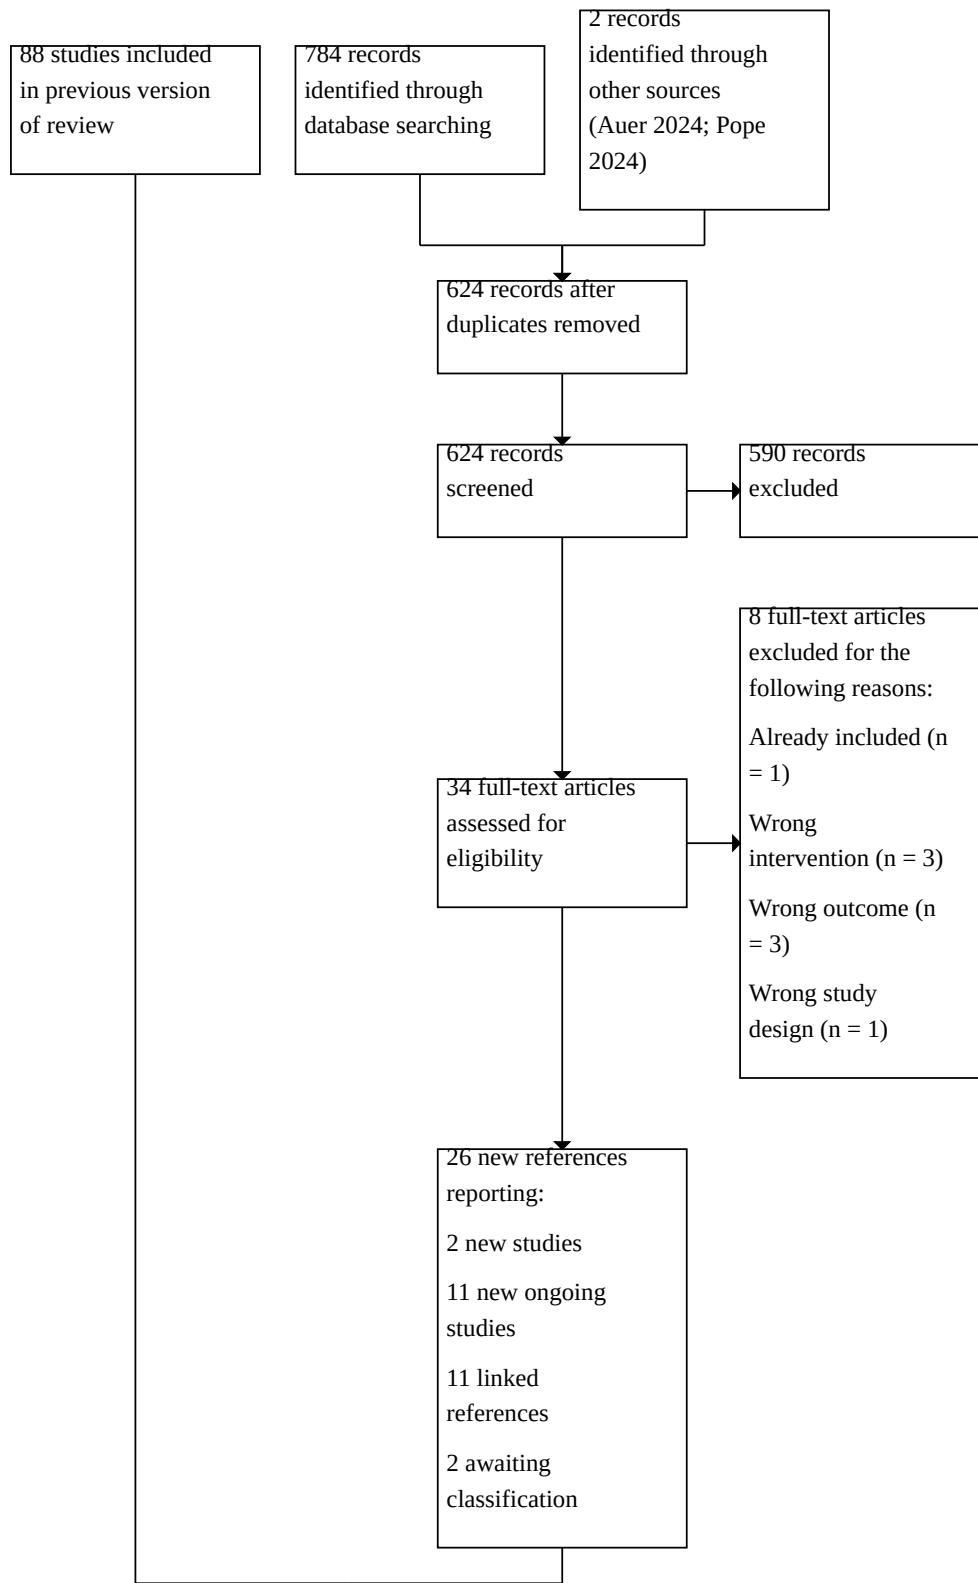 88 studies included
in previous version
of review
784 records
identified through
database searching
2 records
identified through
other sources
(Auer 2024; Pope
2024)
624 records after
duplicates removed
624 records
screened
590 records
excluded
34 full-text articles
assessed for
eligibility
8 full-text articles
excluded for the
following reasons:
Already included (n
= 1)
Wrong
intervention (n = 3)
Wrong outcome (n
= 3)
Wrong study
design (n = 1)
26 new references
reporting:
2 new studies
11 new ongoing
studies
11 linked
references
2 awaiting
classification